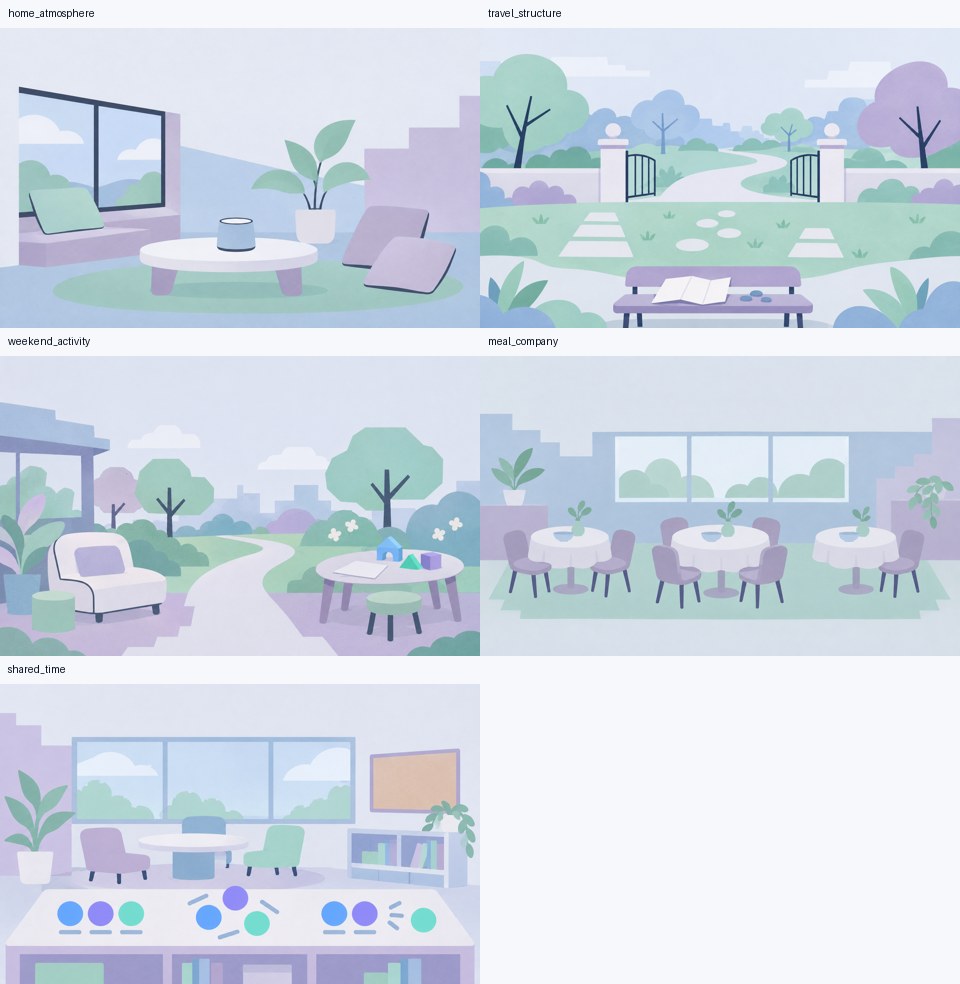 home_atmosphere
travel_structure
weekend_activity
meal_company
shared_time